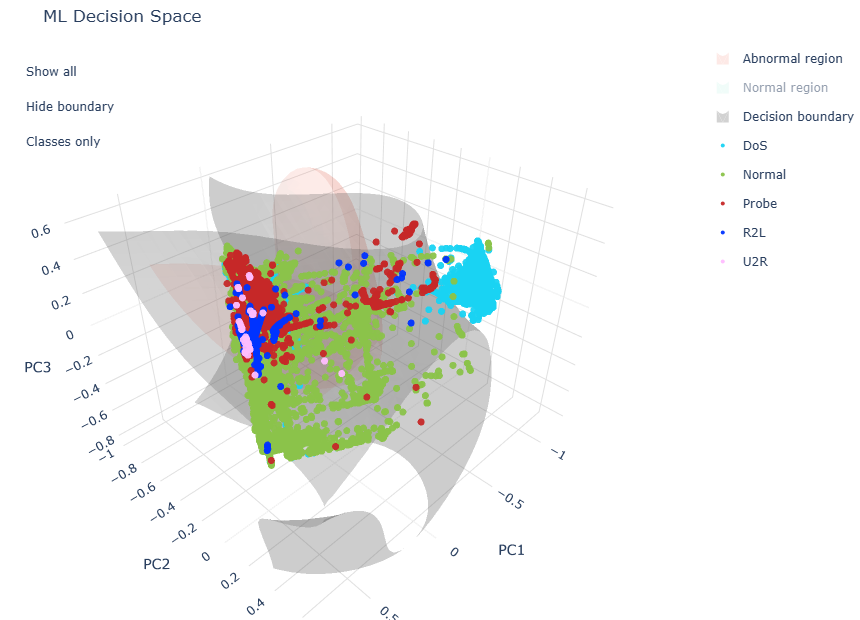 ML Decision Space
Show all
Hide boundary
Classes only
Abnormal region
Normal region
Decision boundary
DoS
Normal
Probe
R2L
U2R
0.6
0.4
0.2
0
−0.2
−0.4
−0.6
−0.8
PC3
−1
−0.8
−0.6
−0.4
−0.2
0
0.2
0.4
PC2
−1
−0.5
0
0.5
PC1